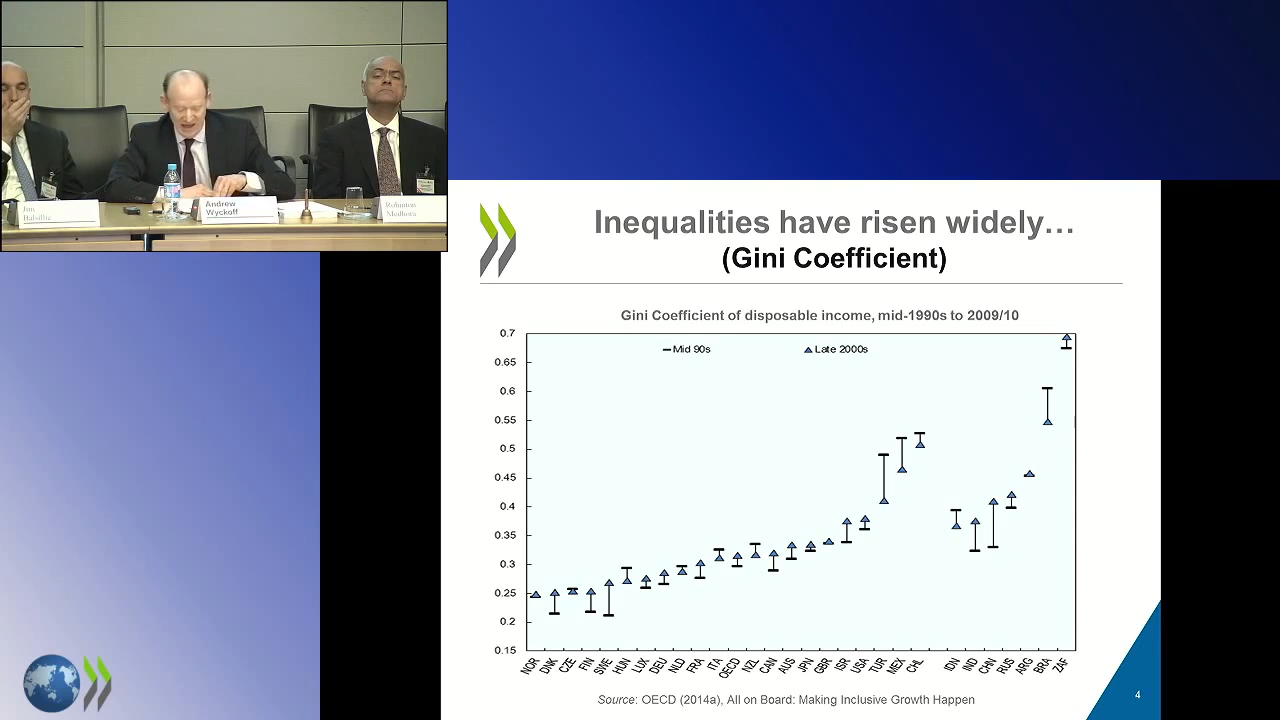 Jim
Balsillie
Andrew
Wyckoff
Rohinton
Medhora
Inequalities have risen widely…
(Gini Coefficient)
Gini Coefficient of disposable income, mid-1990s to 2009/10
Mid 90s
Late 2000s
0.7
0.65
0.6
0.55
0.5
0.45
0.4
0.35
0.3
0.25
0.2
0.15
NOR DNK CZE FIN SWE HUN LUX DEU NLD FRA ITA OECD NZL CAN AUS JPN GBR ISR USA TUR MEX CHL IDN IND CHN RUS ARG BRA ZAF
Source: OECD (2014a), All on Board: Making Inclusive Growth Happen
4